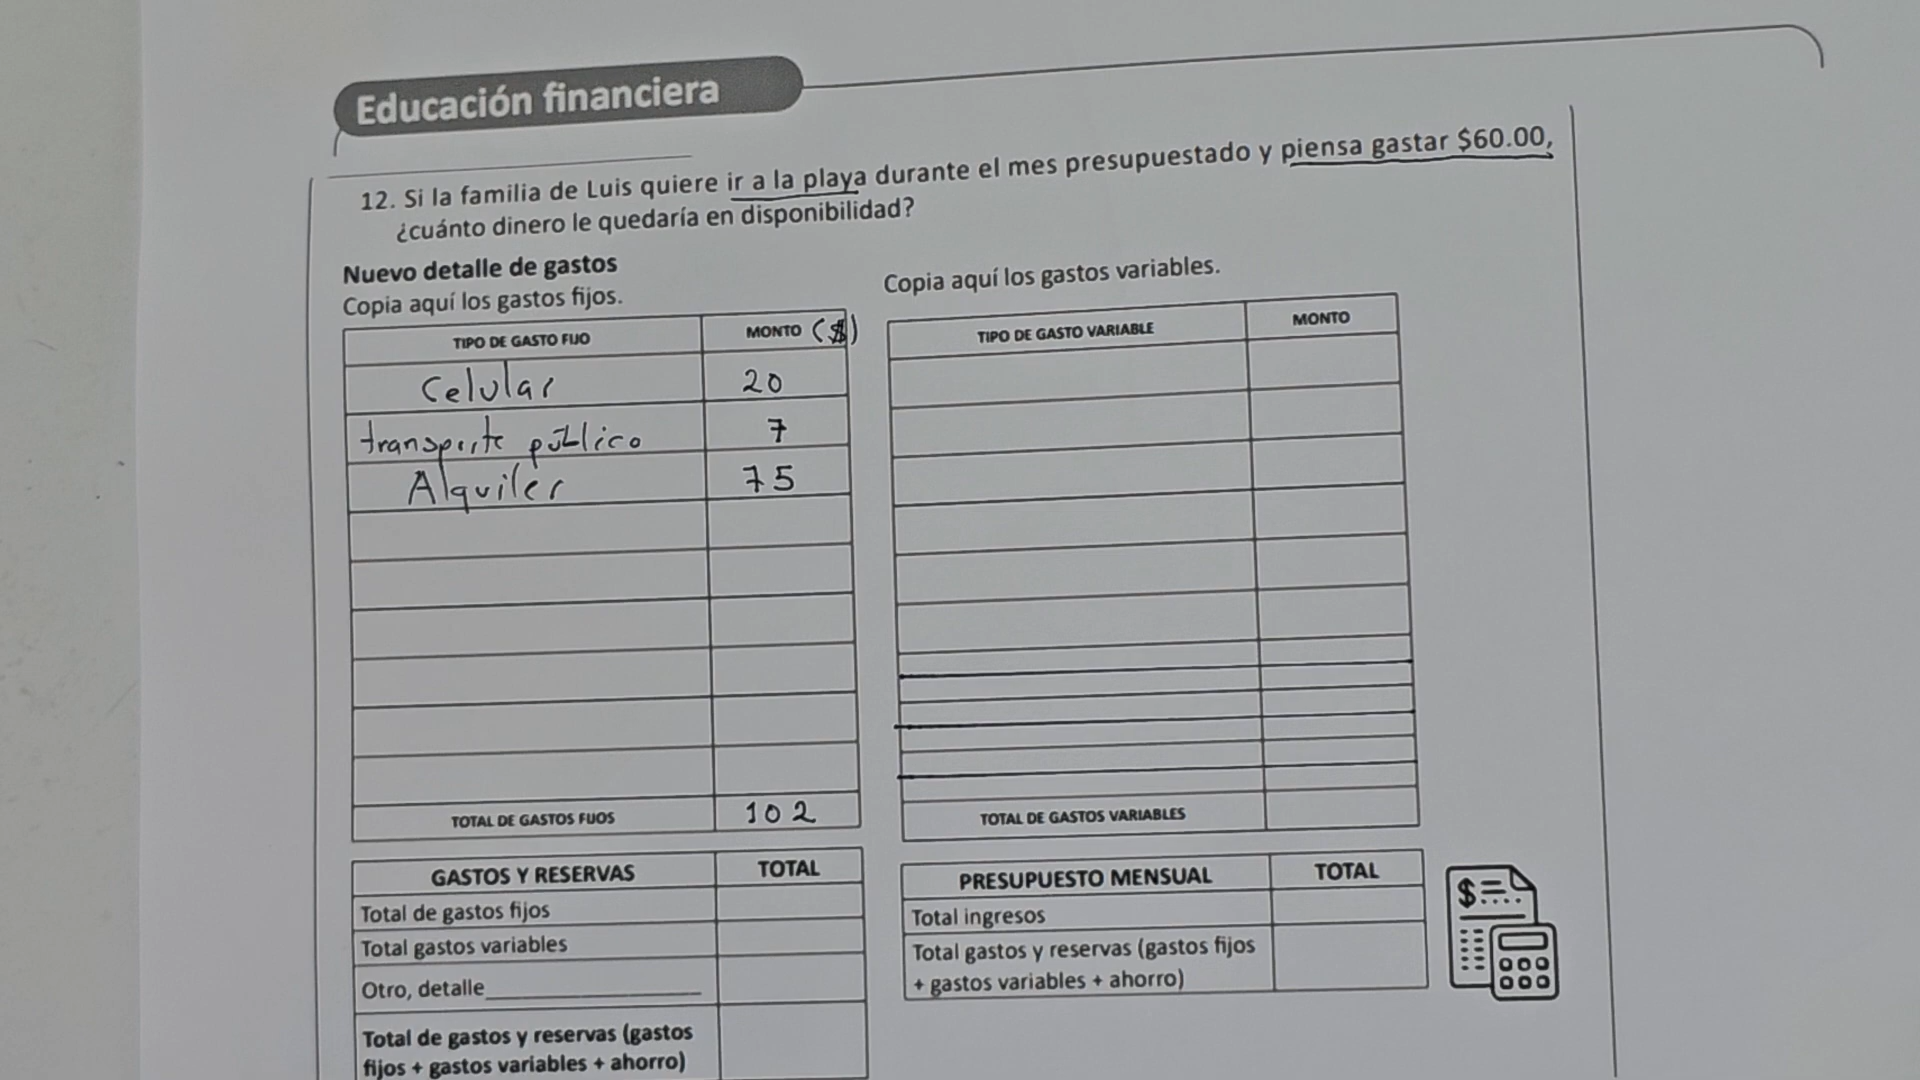 Educación financiera
12. Si la familia de Luis quiere ir a la playa durante el mes presupuestado y piensa gastar $60.00,
¿cuánto dinero le quedaría en disponibilidad?
Nuevo detalle de gastos
Copia aquí los gastos fijos.
TIPO DE GASTO FIJO MONTO ($)
Celular 20
transporte público 7
Alquiler 75
TOTAL DE GASTOS FIJOS 102
Copia aquí los gastos variables.
TIPO DE GASTO VARIABLE MONTO
TOTAL DE GASTOS VARIABLES
GASTOS Y RESERVAS TOTAL
Total de gastos fijos
Total gastos variables
Otro, detalle
Total de gastos y reservas (gastos
fijos + gastos variables + ahorro)
PRESUPUESTO MENSUAL TOTAL
Total ingresos
Total gastos y reservas (gastos fijos
+ gastos variables + ahorro)
$